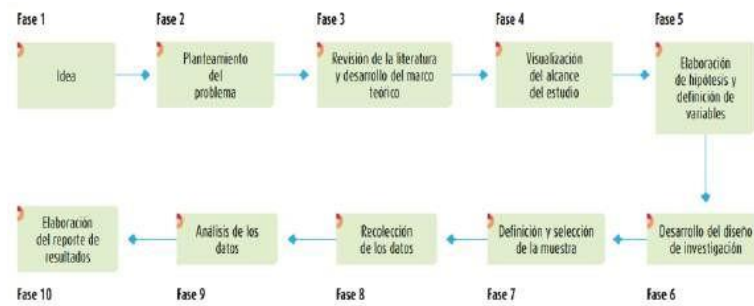 Fase 1
Idea
Fase 2
Planteamiento
del
problema
Fase 3
Revisión de la literatura
y desarrollo del marco
teórico
Fase 4
Visualización
del alcance
del estudio
Fase 5
Elaboración
de hipótesis y
definición de
variables
Desarrollo del diseño
de investigación
Fase 6
Definición y selección
de la muestra
Fase 7
Recolección
de los datos
Fase 8
Análisis de los
datos
Fase 9
Elaboración
del reporte de
resultados
Fase 10